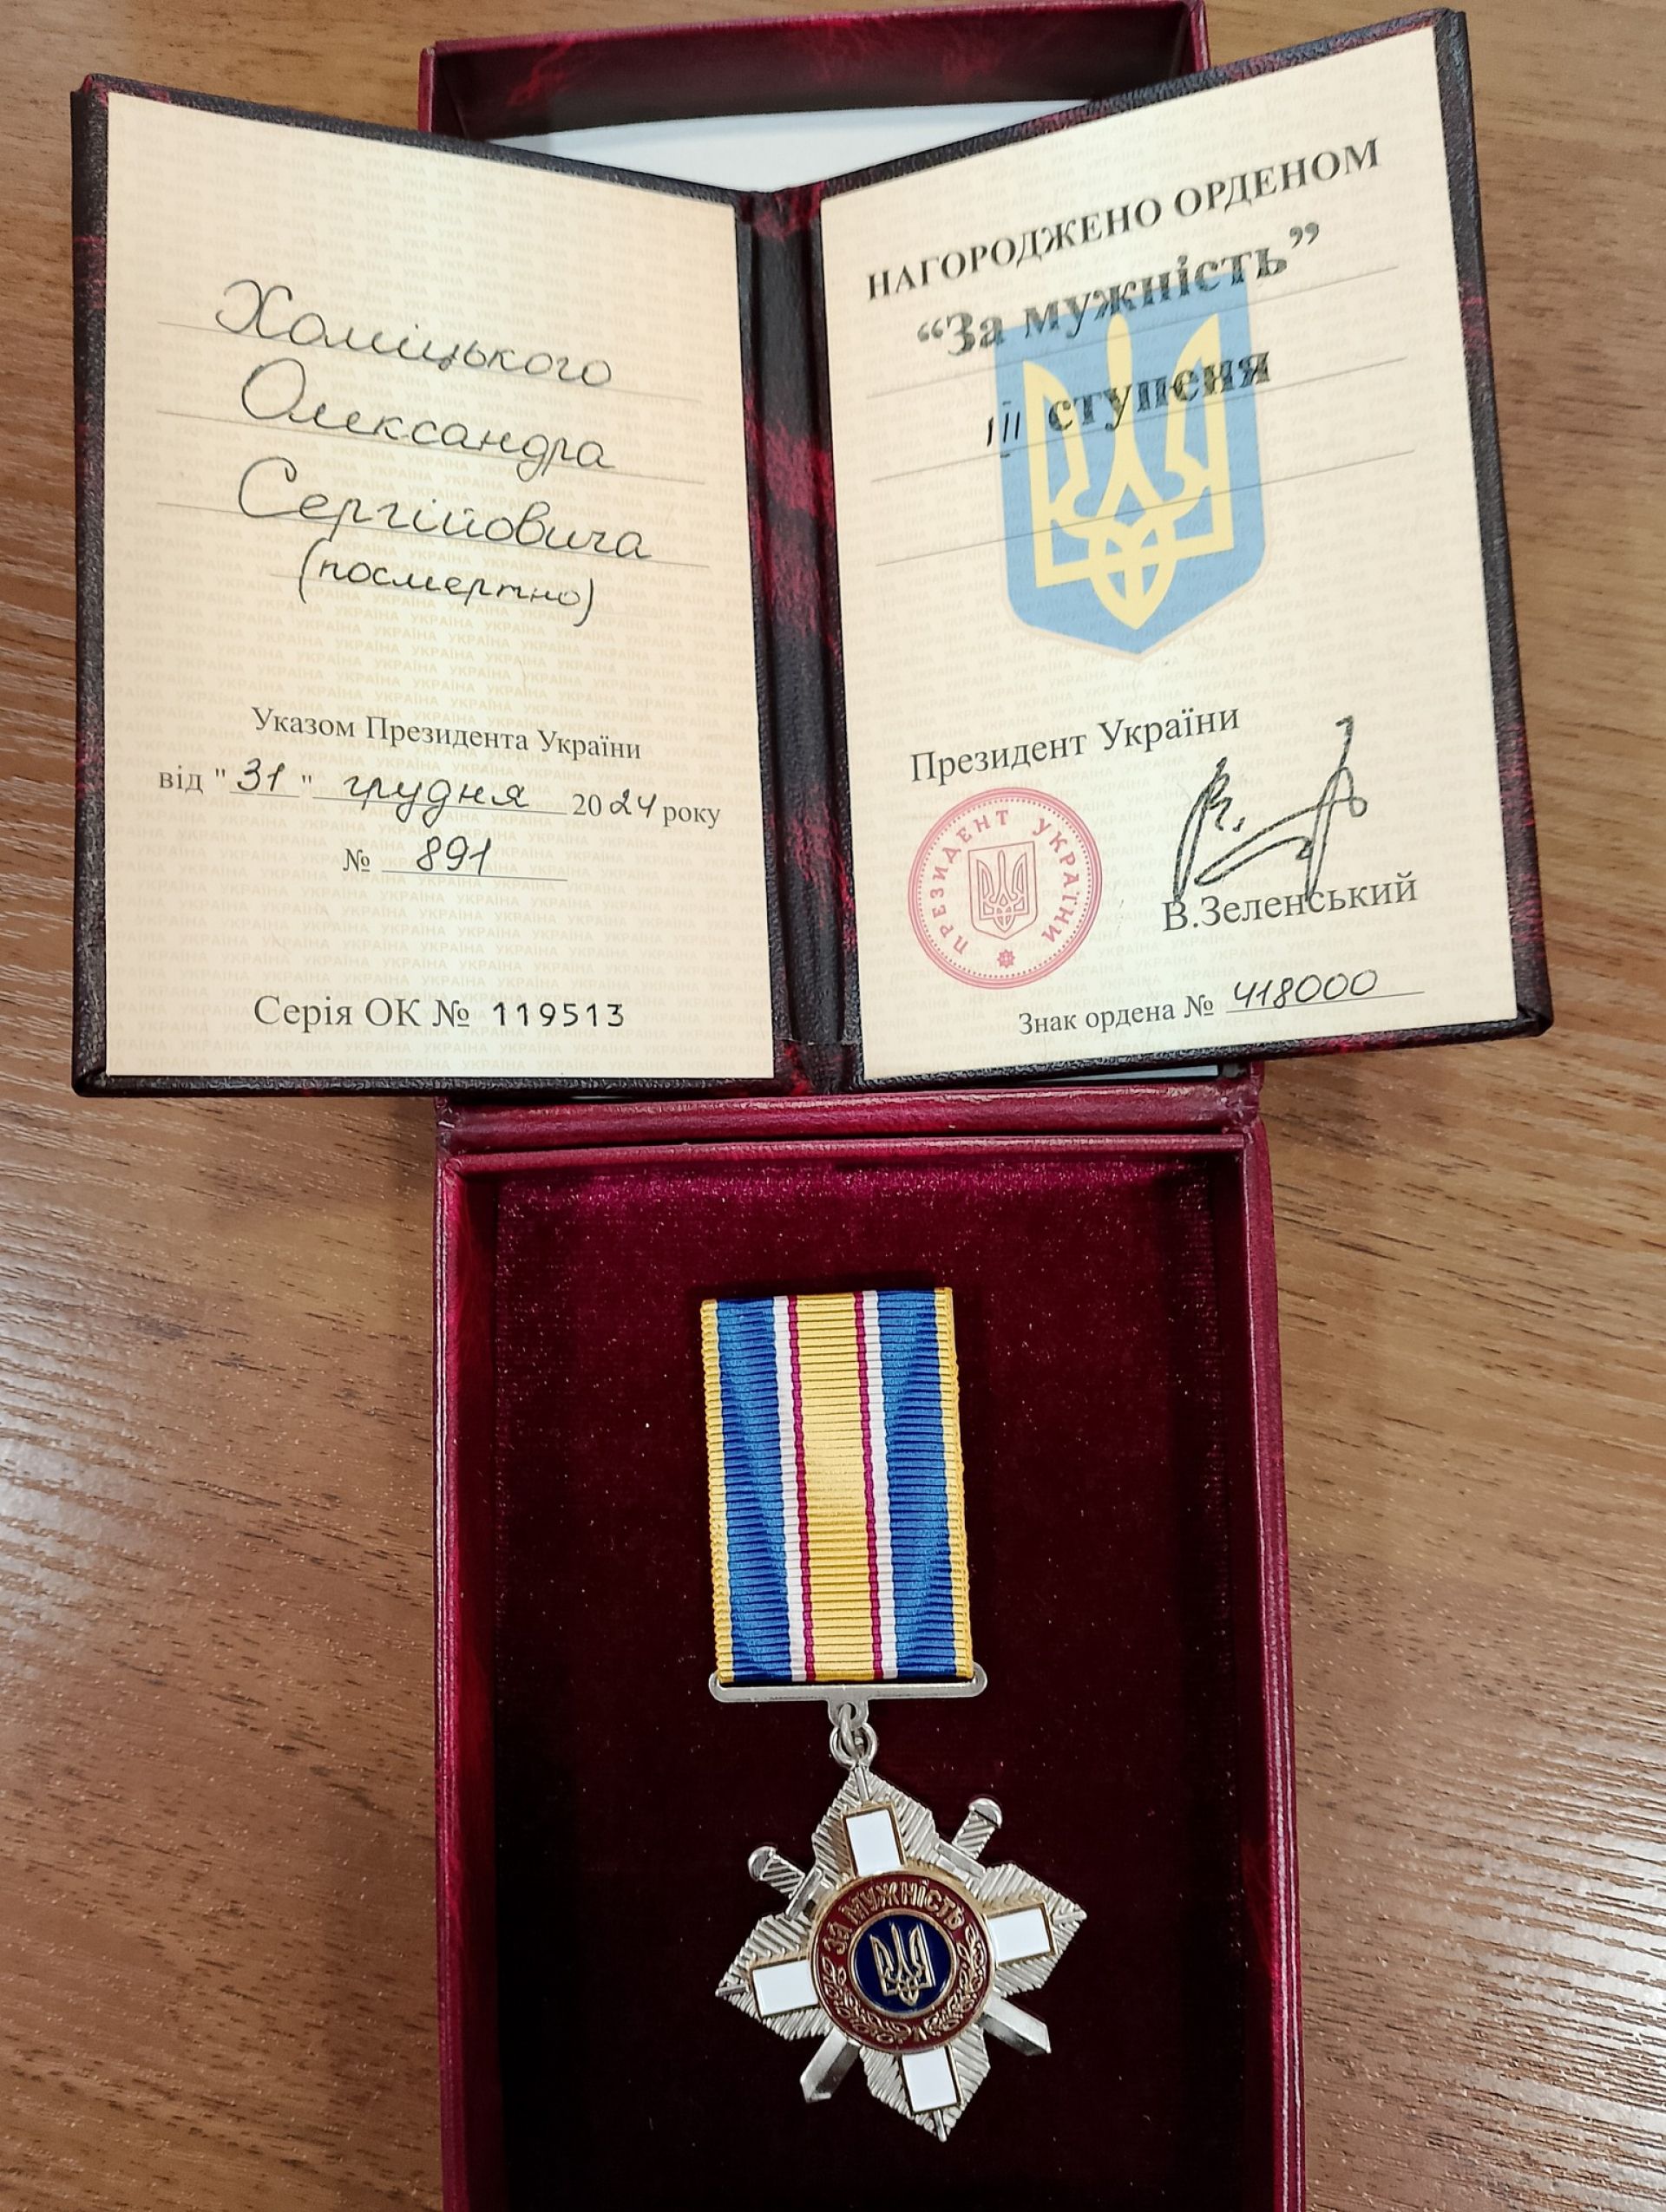 Хоміцького
Олександра
Сергійовича
(посмертно)
Указом Президента України
від "31" грудня 2024 року
№ 891
Серія ОК № 119513
НАГОРОДЖЕНО ОРДЕНОМ
“За мужність”
III ступеня
Президент України
ПРЕЗИДЕНТ УКРАЇНИ
В.Зеленський
Знак ордена № 418000
ЗА МУЖНІСТЬ